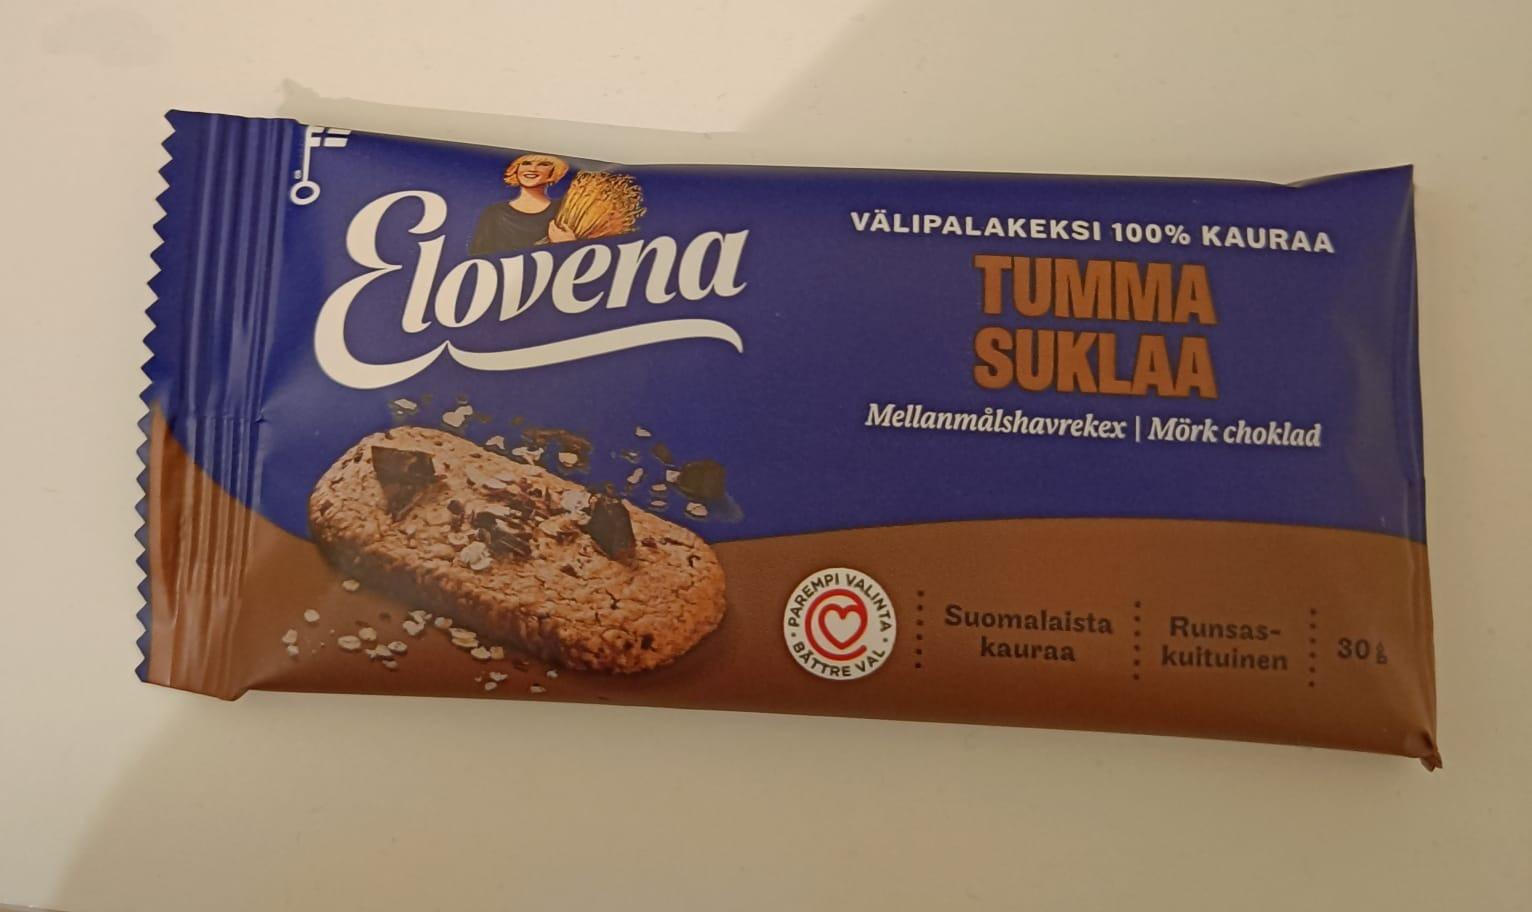 Elovena
VÄLIPALAKEKSI 100% KAURAA
TUMMA
SUKLAA
Mellanmålshavrekex | Mörk choklad
PAREMPI VALINTA
BÄTTRE VAL
Suomalaista
kauraa
Runsas-
kuituinen
30 g